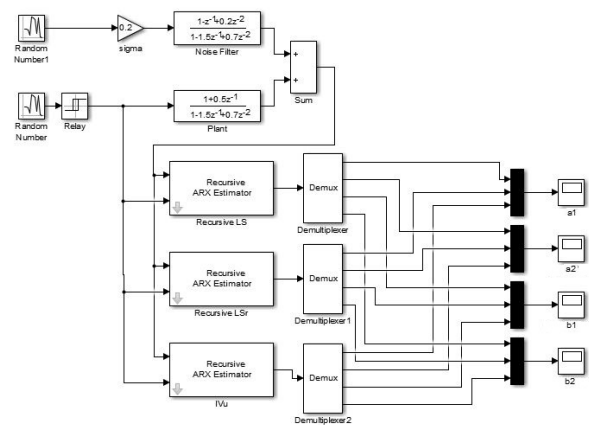 Random
Number1
0.2
sigma
1-z-1+0.2z-2
1-1.5z-1+0.7z-2
Noise Filter
+
+
Sum
Random
Number
Relay
1+0.5z-1
1-1.5z-1+0.7z-2
Plant
Recursive
ARX Estimator
Recursive LS
Demux
Demultiplexer
a1
Recursive
ARX Estimator
Recursive LSr
Demux
Demultiplexer1
a2
b1
Recursive
ARX Estimator
IVu
Demux
Demultiplexer2
b2